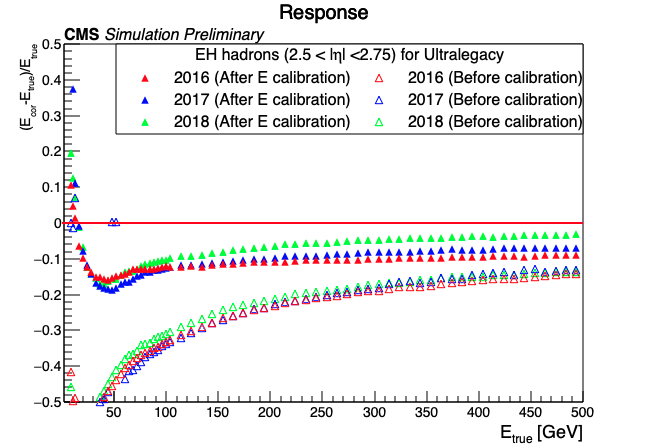 Response
CMS Simulation Preliminary
EH hadrons (2.5 < |η| <2.75) for Ultralegacy
2016 (After E calibration) 2016 (Before calibration)
2017 (After E calibration) 2017 (Before calibration)
2018 (After E calibration) 2018 (Before calibration)
(E_cor-E_true)/E_true
0.5
0.4
0.3
0.2
0.1
0
−0.1
−0.2
−0.3
−0.4
−0.5
50 100 150 200 250 300 350 400 450 500
E_true [GeV]